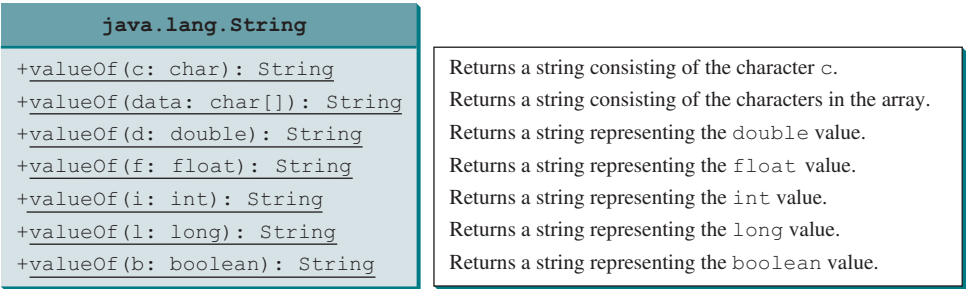 java.lang.String
+valueOf(c: char): String
Returns a string consisting of the character c.
+valueOf(data: char[]): String
Returns a string consisting of the characters in the array.
+valueOf(d: double): String
Returns a string representing the double value.
+valueOf(f: float): String
Returns a string representing the float value.
+valueOf(i: int): String
Returns a string representing the int value.
+valueOf(l: long): String
Returns a string representing the long value.
+valueOf(b: boolean): String
Returns a string representing the boolean value.